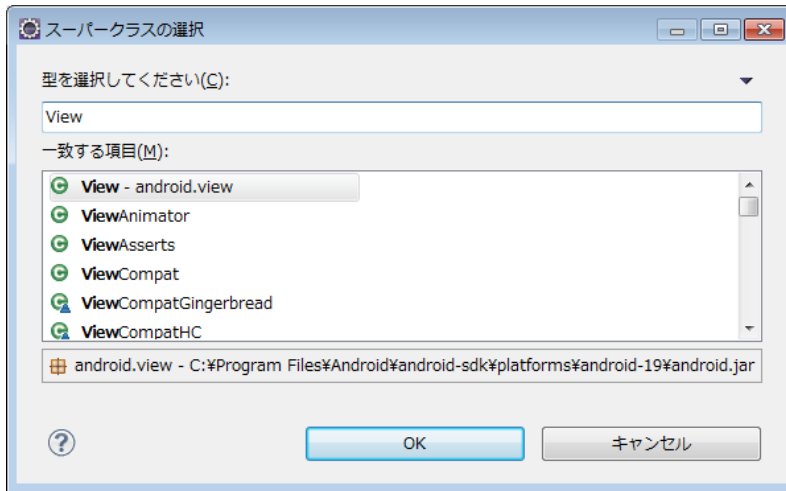 スーパークラスの選択
型を選択してください(C):
View
一致する項目(M):
View - android.view
ViewAnimator
ViewAsserts
ViewCompat
ViewCompatGingerbread
ViewCompatHC
android.view - C:¥Program Files¥Android¥android-sdk¥platforms¥android-19¥android.jar
OK
キャンセル